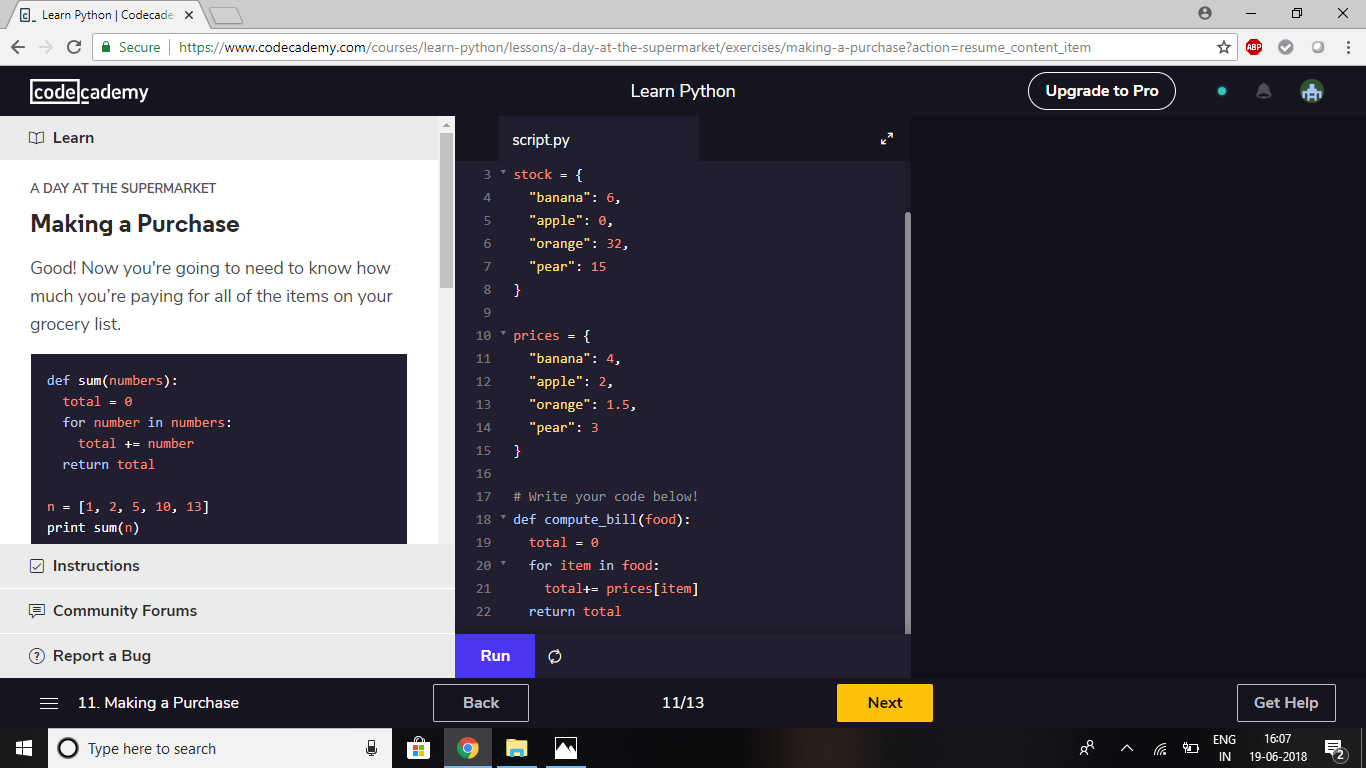 Learn Python | Codecade
Secure
https://www.codecademy.com/courses/learn-python/lessons/a-day-at-the-supermarket/exercises/making-a-purchase?action=resume_content_item
ABP
codecademy
Learn Python
Upgrade to Pro
Learn
A DAY AT THE SUPERMARKET
Making a Purchase
Good! Now you're going to need to know how
much you’re paying for all of the items on your
grocery list.
def sum(numbers):
  total = 0
  for number in numbers:
    total += number
  return total
n = [1, 2, 5, 10, 13]
print sum(n)
Instructions
Community Forums
Report a Bug
script.py
3 stock = {
4   "banana": 6,
5   "apple": 0,
6   "orange": 32,
7   "pear": 15
8 }
9
10 prices = {
11   "banana": 4,
12   "apple": 2,
13   "orange": 1.5,
14   "pear": 3
15 }
16
17 # Write your code below!
18 def compute_bill(food):
19   total = 0
20   for item in food:
21     total+= prices[item]
22   return total
Run
11. Making a Purchase
Back
11/13
Next
Get Help
Type here to search
ENG
IN
16:07
19-06-2018
2